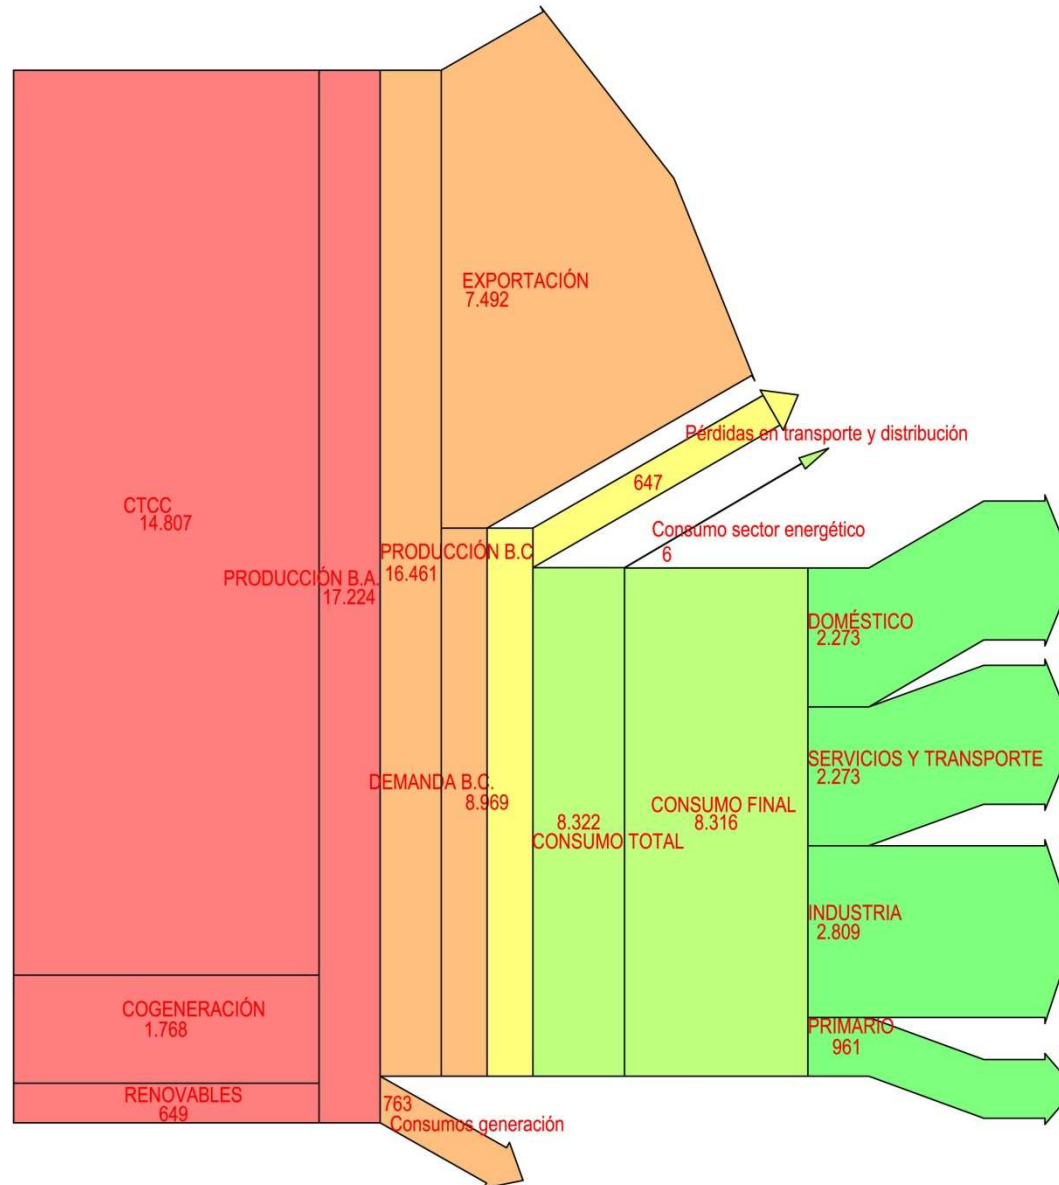 EXPORTACIÓN
7.492
Pérdidas en transporte y distribución
647
CTCC
14.807
Consumo sector energético
6
PRODUCCIÓN B.C
16.461
PRODUCCIÓN B.A.
17.224
DOMÉSTICO
2.273
SERVICIOS Y TRANSPORTE
2.273
DEMANDA B.C.
8.969
8.322
CONSUMO TOTAL
CONSUMO FINAL
8.316
INDUSTRIA
2.809
COGENERACIÓN
1.768
PRIMARIO
961
RENOVABLES
649
763
Consumos generación